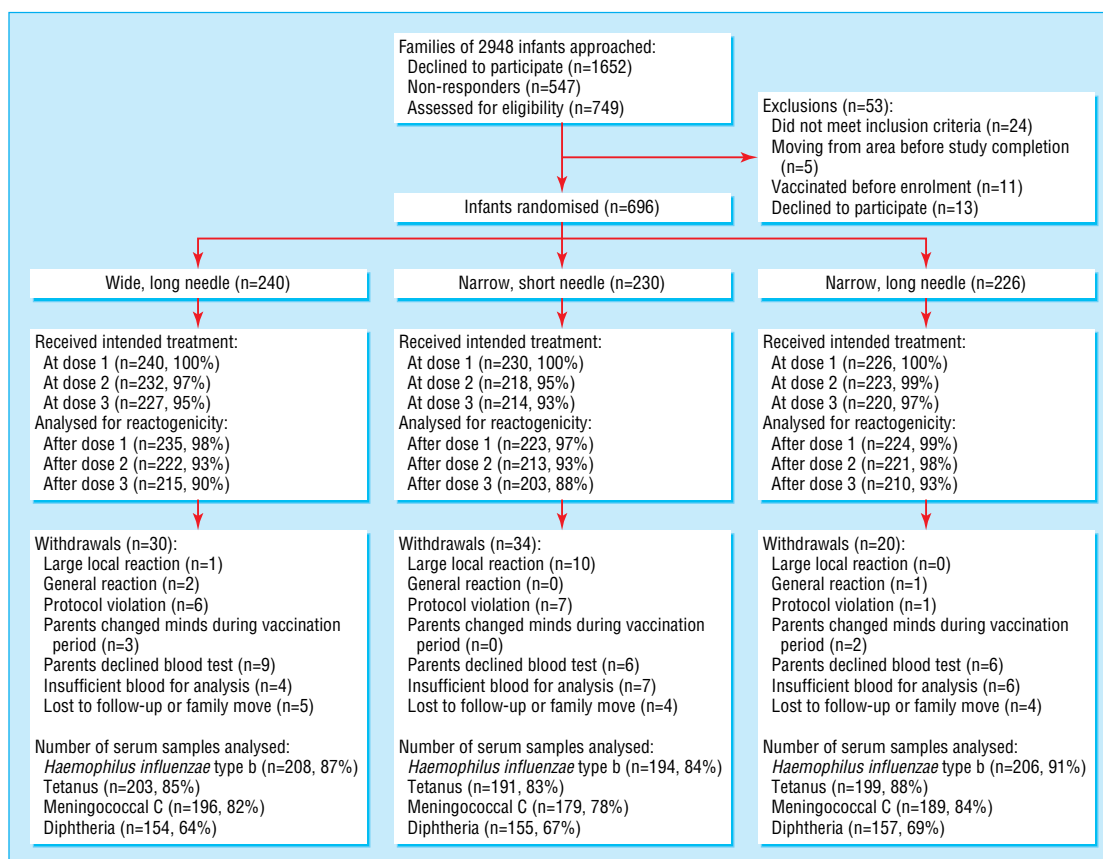 Families of 2948 infants approached:
Declined to participate (n=1652)
Non-responders (n=547)
Assessed for eligibility (n=749)
Exclusions (n=53):
Did not meet inclusion criteria (n=24)
Moving from area before study completion
(n=5)
Vaccinated before enrolment (n=11)
Declined to participate (n=13)
Infants randomised (n=696)
Wide, long needle (n=240)
Narrow, short needle (n=230)
Narrow, long needle (n=226)
Received intended treatment:
At dose 1 (n=240, 100%)
At dose 2 (n=232, 97%)
At dose 3 (n=227, 95%)
Analysed for reactogenicity:
After dose 1 (n=235, 98%)
After dose 2 (n=222, 93%)
After dose 3 (n=215, 90%)
Received intended treatment:
At dose 1 (n=230, 100%)
At dose 2 (n=218, 95%)
At dose 3 (n=214, 93%)
Analysed for reactogenicity:
After dose 1 (n=223, 97%)
After dose 2 (n=213, 93%)
After dose 3 (n=203, 88%)
Received intended treatment:
At dose 1 (n=226, 100%)
At dose 2 (n=223, 99%)
At dose 3 (n=220, 97%)
Analysed for reactogenicity:
After dose 1 (n=224, 99%)
After dose 2 (n=221, 98%)
After dose 3 (n=210, 93%)
Withdrawals (n=30):
Large local reaction (n=1)
General reaction (n=2)
Protocol violation (n=6)
Parents changed minds during vaccination
period (n=3)
Parents declined blood test (n=9)
Insufficient blood for analysis (n=4)
Lost to follow-up or family move (n=5)
Number of serum samples analysed:
Haemophilus influenzae type b (n=208, 87%)
Tetanus (n=203, 85%)
Meningococcal C (n=196, 82%)
Diphtheria (n=154, 64%)
Withdrawals (n=34):
Large local reaction (n=10)
General reaction (n=0)
Protocol violation (n=7)
Parents changed minds during vaccination
period (n=0)
Parents declined blood test (n=6)
Insufficient blood for analysis (n=7)
Lost to follow-up or family move (n=4)
Number of serum samples analysed:
Haemophilus influenzae type b (n=194, 84%)
Tetanus (n=191, 83%)
Meningococcal C (n=179, 78%)
Diphtheria (n=155, 67%)
Withdrawals (n=20):
Large local reaction (n=0)
General reaction (n=1)
Protocol violation (n=1)
Parents changed minds during vaccination
period (n=2)
Parents declined blood test (n=6)
Insufficient blood for analysis (n=6)
Lost to follow-up or family move (n=4)
Number of serum samples analysed:
Haemophilus influenzae type b (n=206, 91%)
Tetanus (n=199, 88%)
Meningococcal C (n=189, 84%)
Diphtheria (n=157, 69%)